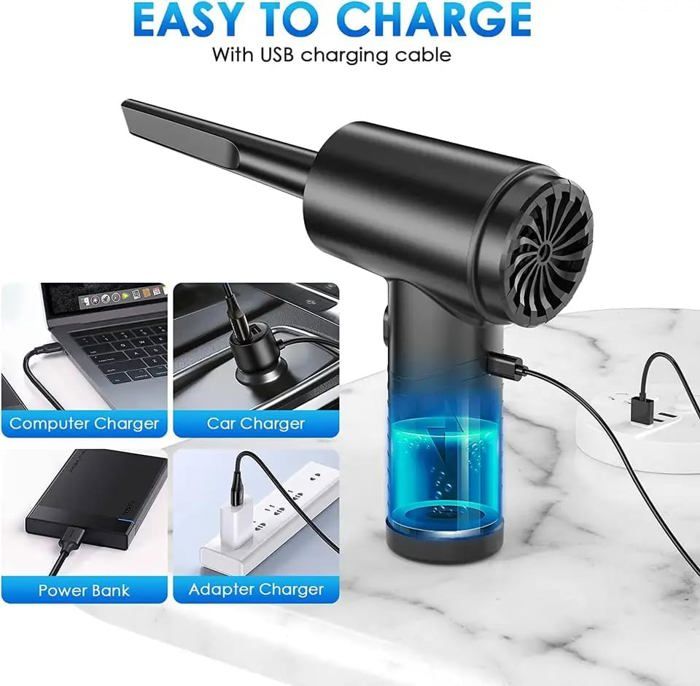 EASY TO CHARGE
With USB charging cable
Computer Charger
Car Charger
Power Bank
Adapter Charger